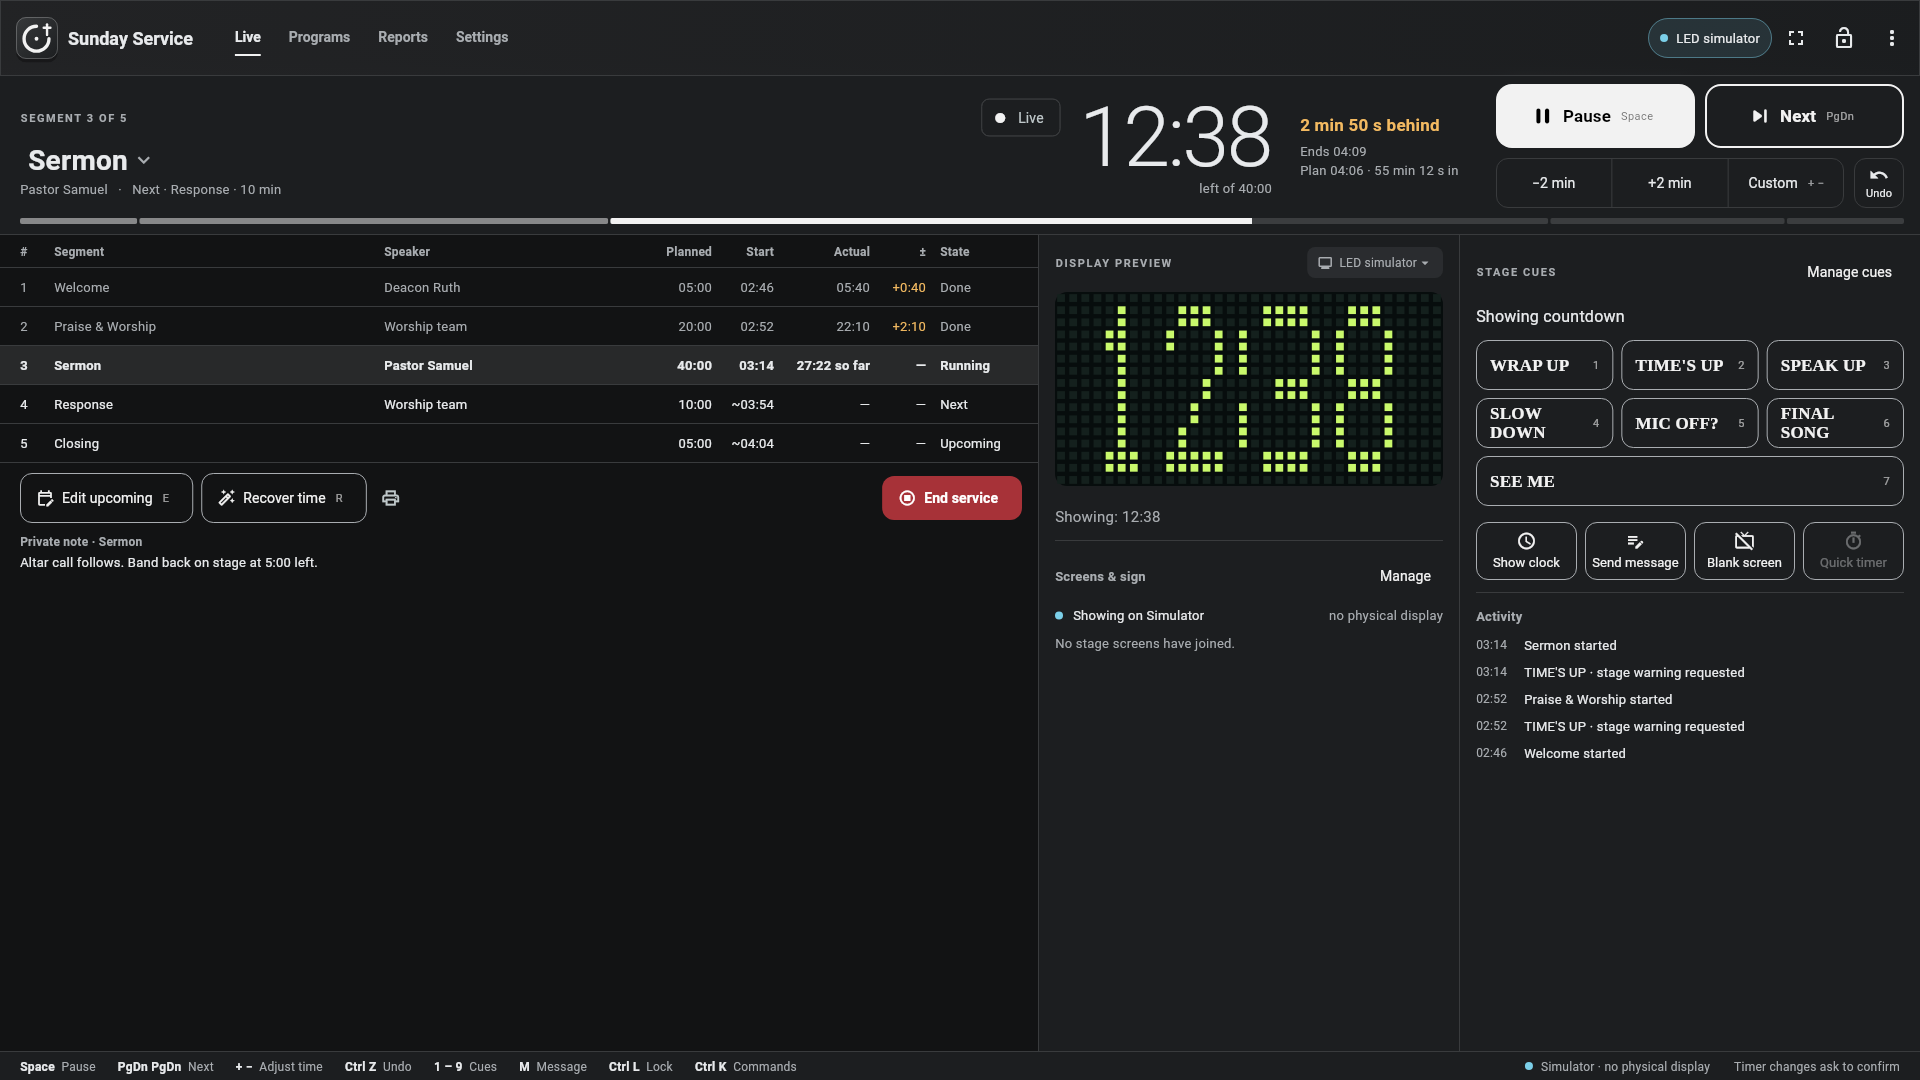 Sunday Service
Live
Programs
Reports
Settings
LED simulator
SEGMENT 3 OF 5
Sermon
Pastor Samuel · Next · Response · 10 min
Live
12:38
left of 40:00
2 min 50 s behind
Ends 04:09
Plan 04:06 · 55 min 12 s in
Pause Space
Next PgDn
−2 min
+2 min
Custom + −
Undo
# Segment Speaker Planned Start Actual ± State
1 Welcome Deacon Ruth 05:00 02:46 05:40 +0:40 Done
2 Praise & Worship Worship team 20:00 02:52 22:10 +2:10 Done
3 Sermon Pastor Samuel 40:00 03:14 27:22 so far — Running
4 Response Worship team 10:00 ~03:54 — — Next
5 Closing 05:00 ~04:04 — — Upcoming
Edit upcoming E
Recover time R
End service
Private note · Sermon
Altar call follows. Band back on stage at 5:00 left.
DISPLAY PREVIEW
LED simulator
12:38
Showing: 12:38
Screens & sign
Manage
Showing on Simulator
no physical display
No stage screens have joined.
STAGE CUES
Manage cues
Showing countdown
WRAP UP 1
TIME'S UP 2
SPEAK UP 3
SLOW DOWN 4
MIC OFF? 5
FINAL SONG 6
SEE ME 7
Show clock
Send message
Blank screen
Quick timer
Activity
03:14 Sermon started
03:14 TIME'S UP · stage warning requested
02:52 Praise & Worship started
02:52 TIME'S UP · stage warning requested
02:46 Welcome started
Space Pause PgDn PgDn Next + − Adjust time Ctrl Z Undo 1 – 9 Cues M Message Ctrl L Lock Ctrl K Commands
Simulator · no physical display
Timer changes ask to confirm